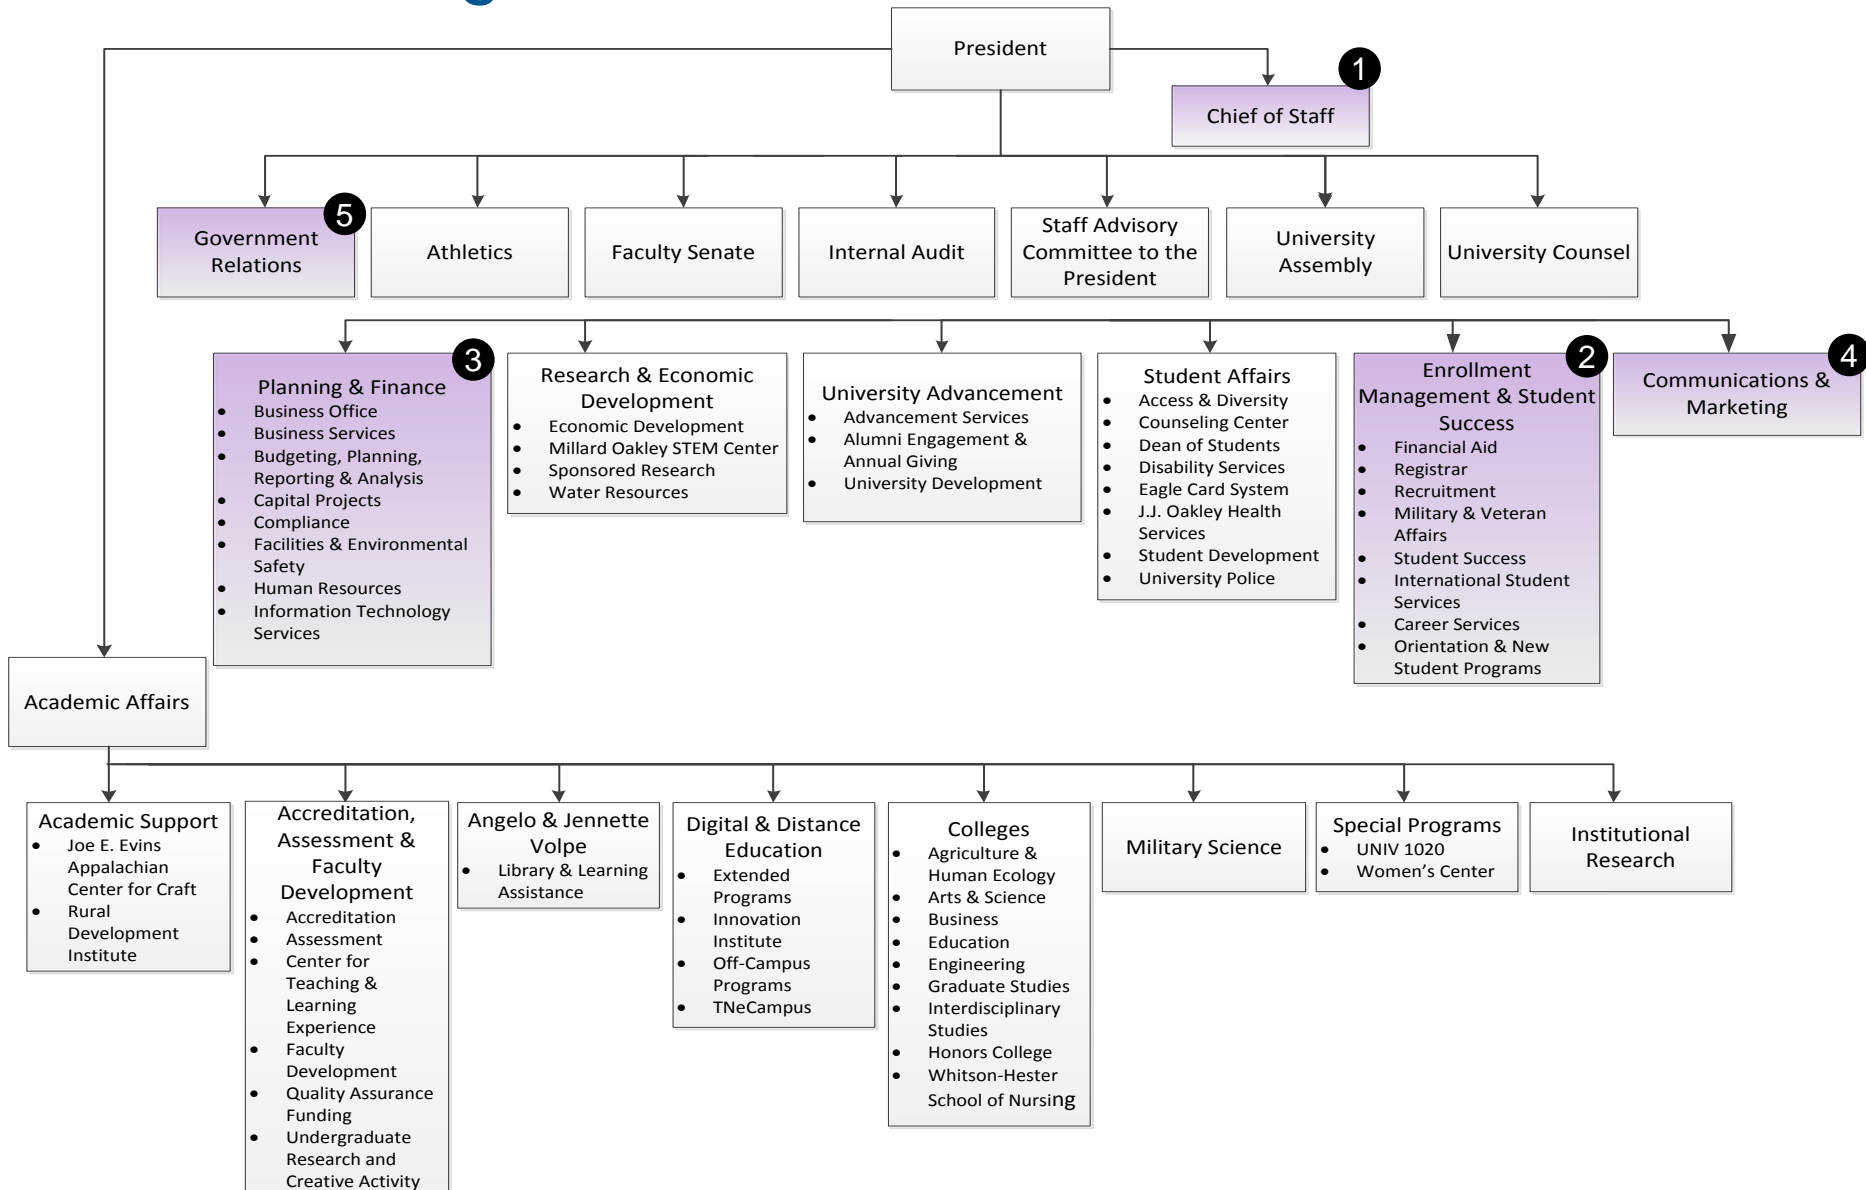 President
1
Chief of Staff
5
Government
Relations
Athletics
Faculty Senate
Internal Audit
Staff Advisory
Committee to the
President
University
Assembly
University Counsel
3
Planning & Finance
• Business Office
• Business Services
• Budgeting, Planning,
Reporting & Analysis
• Capital Projects
• Compliance
• Facilities & Environmental
Safety
• Human Resources
• Information Technology
Services
Research & Economic
Development
• Economic Development
• Millard Oakley STEM Center
• Sponsored Research
• Water Resources
University Advancement
• Advancement Services
• Alumni Engagement &
Annual Giving
• University Development
Student Affairs
• Access & Diversity
• Counseling Center
• Dean of Students
• Disability Services
• Eagle Card System
• J.J. Oakley Health
Services
• Student Development
• University Police
2
Enrollment
Management & Student
Success
• Financial Aid
• Registrar
• Recruitment
• Military & Veteran
Affairs
• Student Success
• International Student
Services
• Career Services
• Orientation & New
Student Programs
4
Communications &
Marketing
Academic Affairs
Academic Support
• Joe E. Evins
Appalachian
Center for Craft
• Rural
Development
Institute
Accreditation,
Assessment &
Faculty
Development
• Accreditation
• Assessment
• Center for
Teaching &
Learning
Experience
• Faculty
Development
• Quality Assurance
Funding
• Undergraduate
Research and
Creative Activity
Angelo & Jennette
Volpe
• Library & Learning
Assistance
Digital & Distance
Education
• Extended
Programs
• Innovation
Institute
• Off-Campus
Programs
• TNeCampus
Colleges
• Agriculture &
Human Ecology
• Arts & Science
• Business
• Education
• Engineering
• Graduate Studies
• Interdisciplinary
Studies
• Honors College
• Whitson-Hester
School of Nursing
Military Science
Special Programs
• UNIV 1020
• Women's Center
Institutional
Research